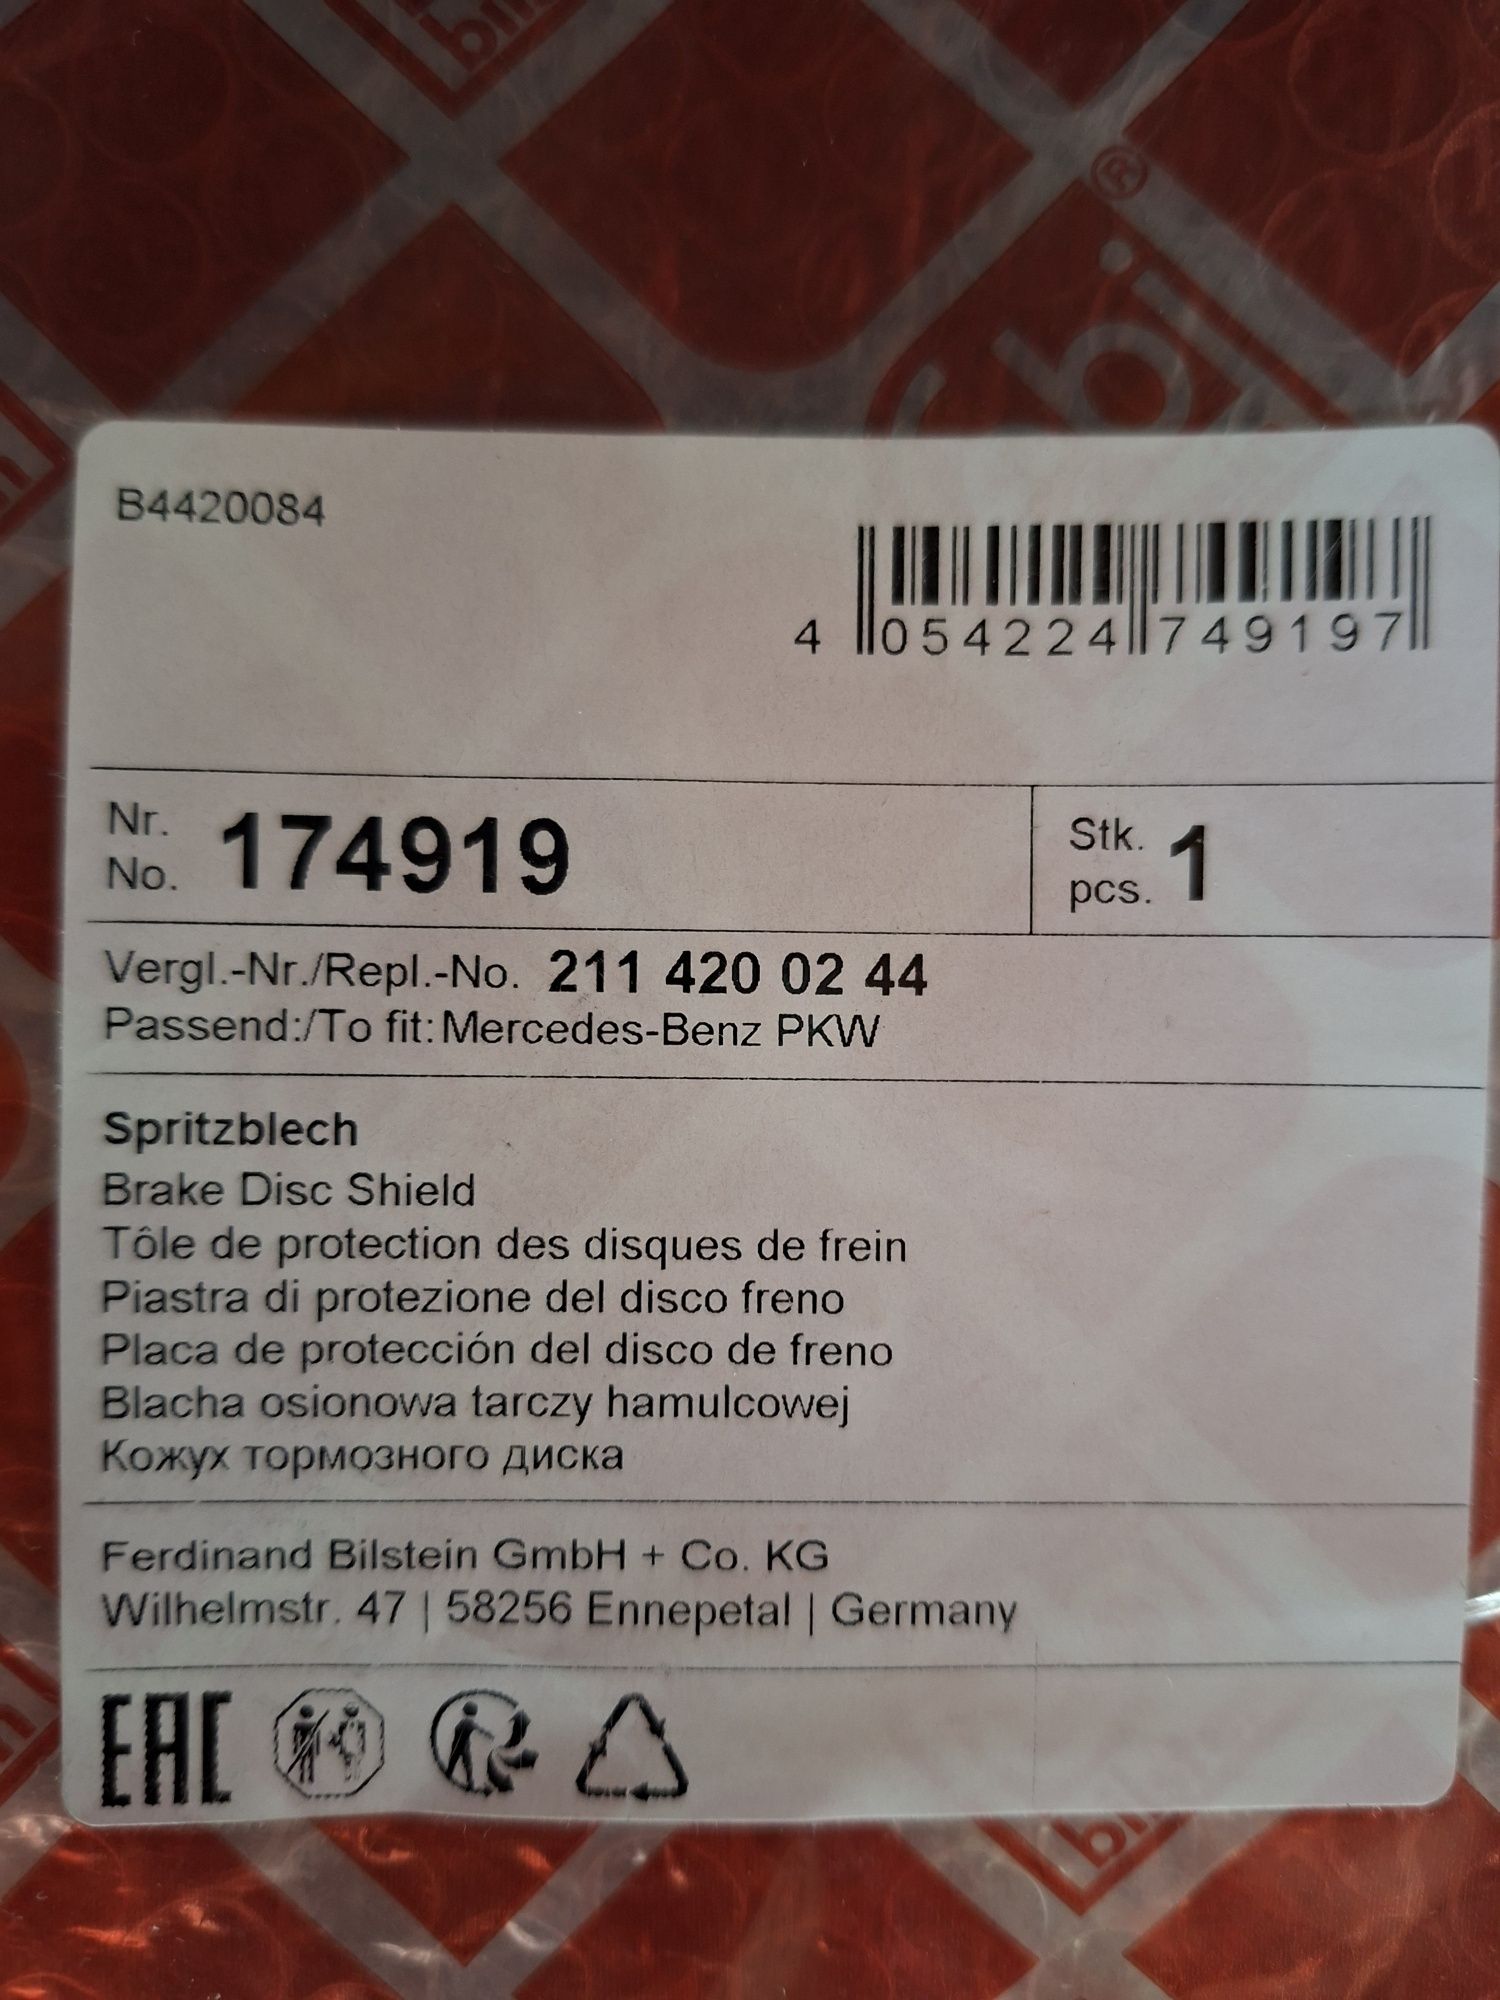 bil
®
bi
B4420084
4 054224 749197
Nr.
No. 174919
Stk.
pcs. 1
Vergl.-Nr./Repl.-No. 211 420 02 44
Passend:/To fit: Mercedes-Benz PKW
Spritzblech
Brake Disc Shield
Tôle de protection des disques de frein
Piastra di protezione del disco freno
Placa de protección del disco de freno
Blacha osionowa tarczy hamulcowej
Кожух тормозного диска
Ferdinand Bilstein GmbH + Co. KG
Wilhelmstr. 47 | 58256 Ennepetal | Germany
EAC